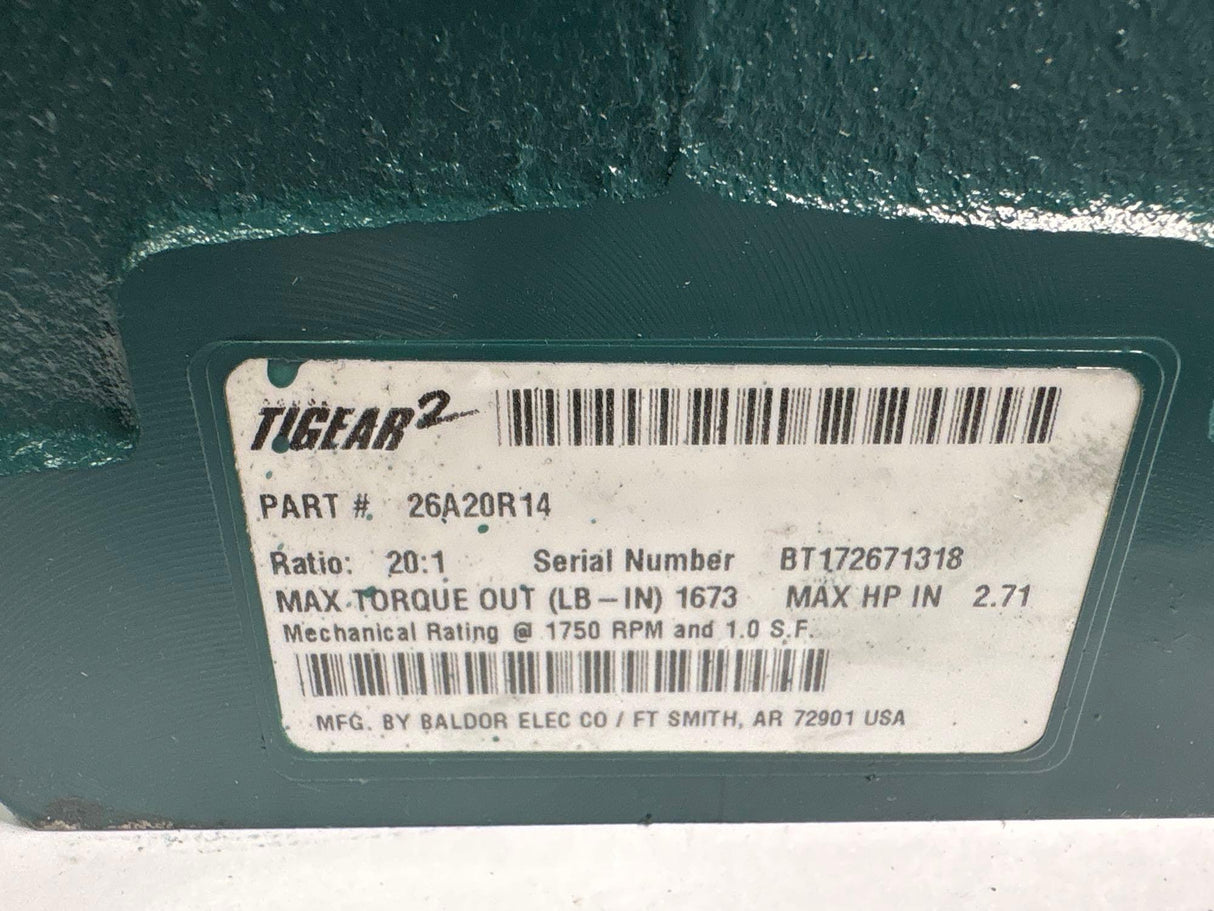 TIGEAR2
PART # 26A20R14
Ratio: 20:1 Serial Number BT172671318
MAX TORQUE OUT (LB-IN) 1673 MAX HP IN 2.71
Mechanical Rating @ 1750 RPM and 1.0 S.F.
MFG. BY BALDOR ELEC CO / FT SMITH, AR 72901 USA